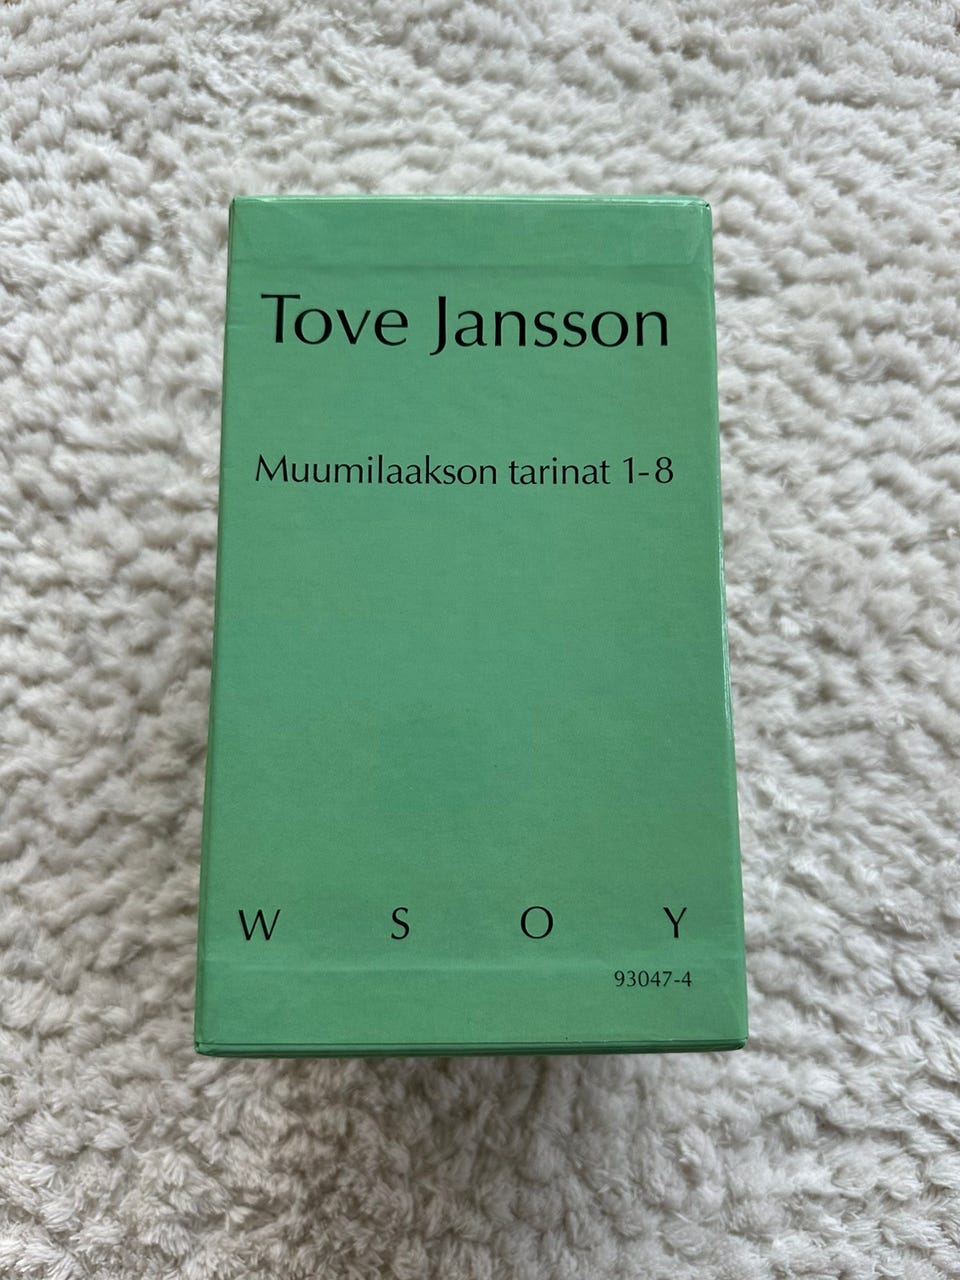 Tove Jansson
Muumilaakson tarinat 1-8
W S O Y
93047-4